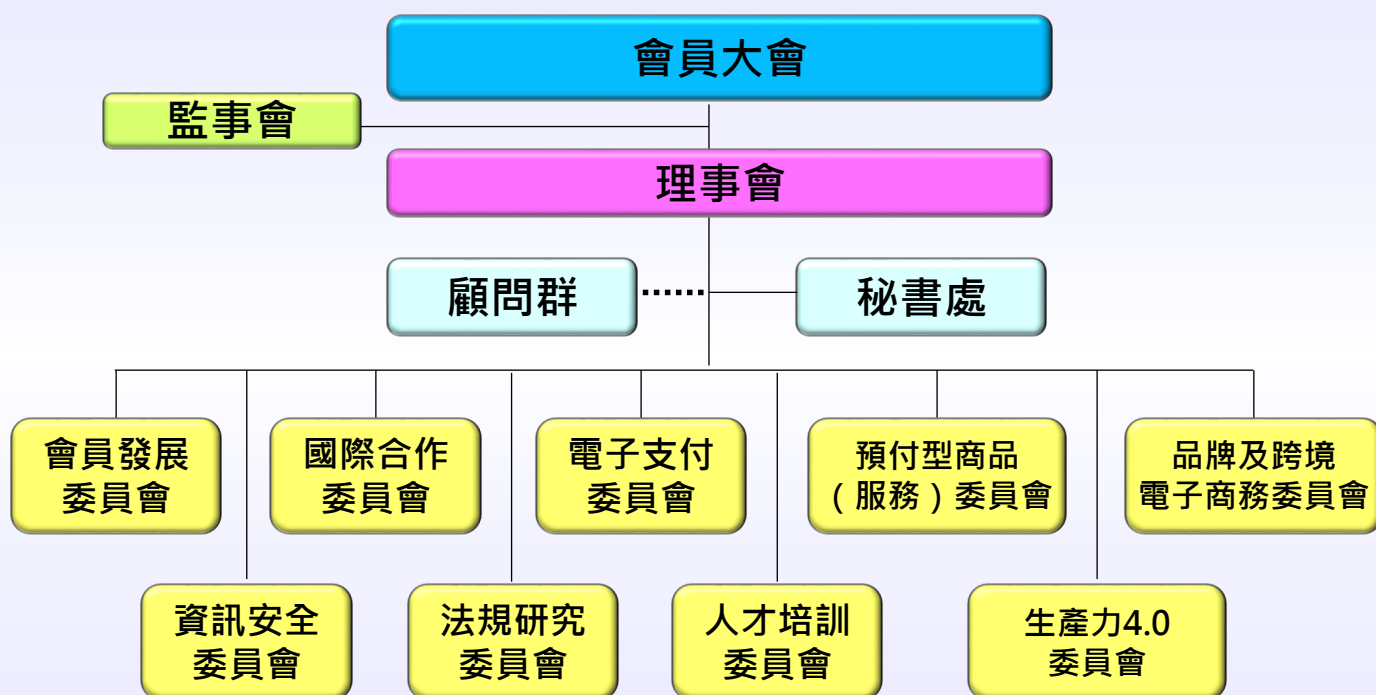 會員大會
監事會
理事會
顧問群
秘書處
會員發展
委員會
國際合作
委員會
電子支付
委員會
預付型商品
（服務）委員會
品牌及跨境
電子商務委員會
資訊安全
委員會
法規研究
委員會
人才培訓
委員會
生產力4.0
委員會